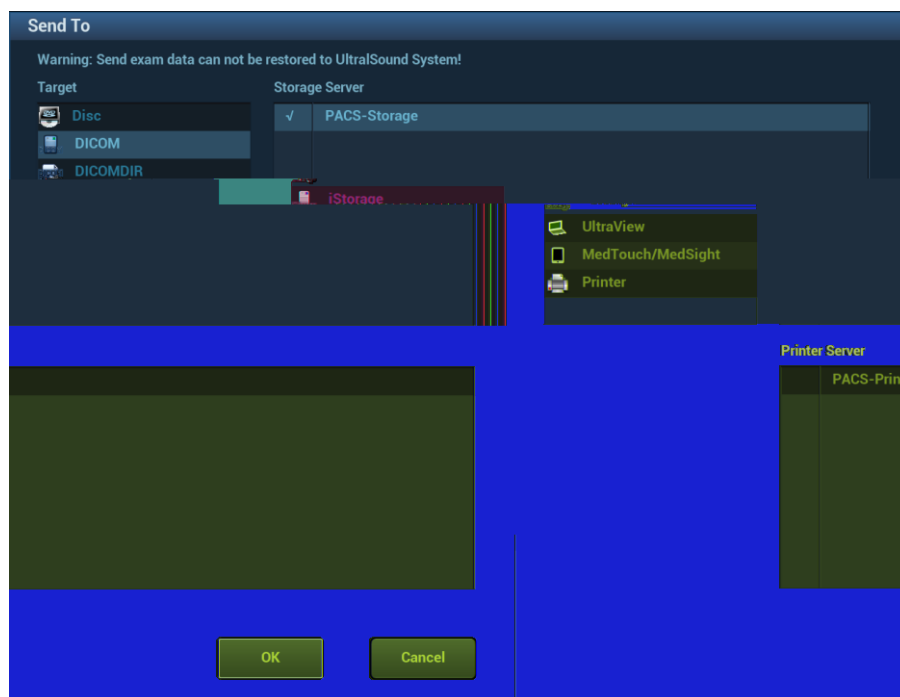 Send To
Warning: Send exam data can not be restored to UltralSound System!
Target
Storage Server
Disc
√ PACS-Storage
DICOM
DICOMDIR
iStorage
UltraView
MedTouch/MedSight
Printer
Printer Server
OK
Cancel